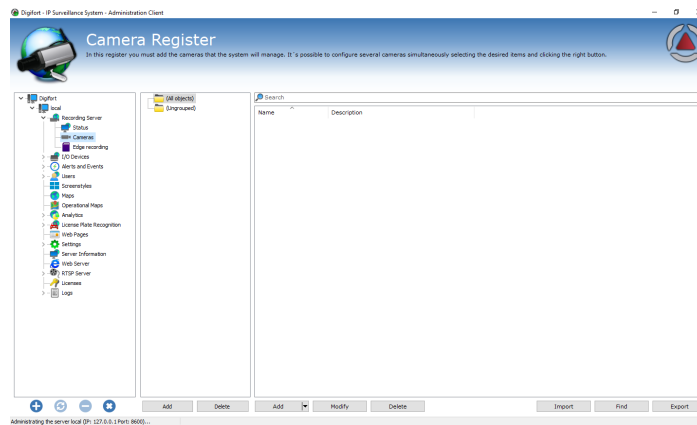 Digifort - IP Surveillance System - Administration Client
Camera Register
In this register you must add the cameras that the system will manage. It´s possible to configure several cameras simultaneously selecting the desired items and clicking the right button.
Digifort
local
Recording Server
Status
Cameras
Edge recording
I/O Devices
Alerts and Events
Users
Screenstyles
Maps
Operational Maps
Analytics
License Plate Recognition
Web Pages
Settings
Server Information
Web Server
RTSP Server
Licenses
Logs
(All objects)
(Ungrouped)
Search
Name Description
Add Delete Add Modify Delete Import Find Export
Administrating the server local (IP: 127.0.0.1 Port: 8600)...